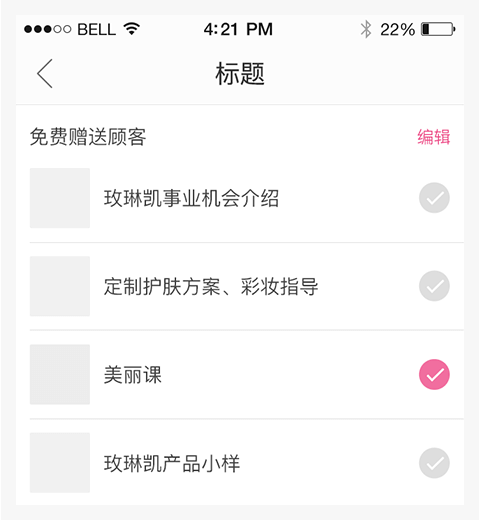 BELL 4:21 PM 22%
标题
免费赠送顾客 编辑
玫琳凯事业机会介绍
定制护肤方案、彩妆指导
美丽课
玫琳凯产品小样